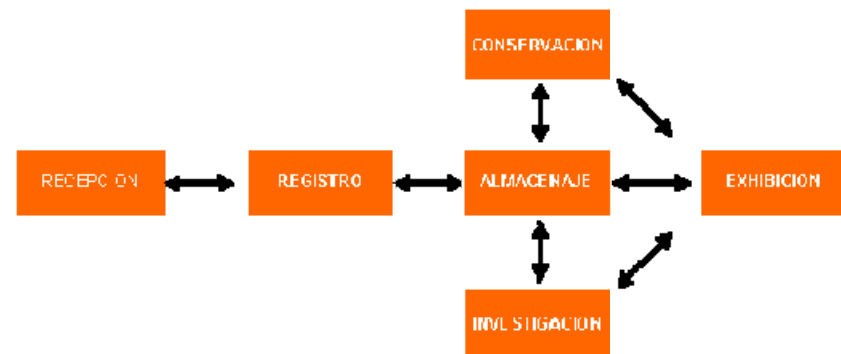 CONSERVACION
RECEPCION
REGISTRO
ALMACENAJE
EXHIBICION
INVESTIGACION